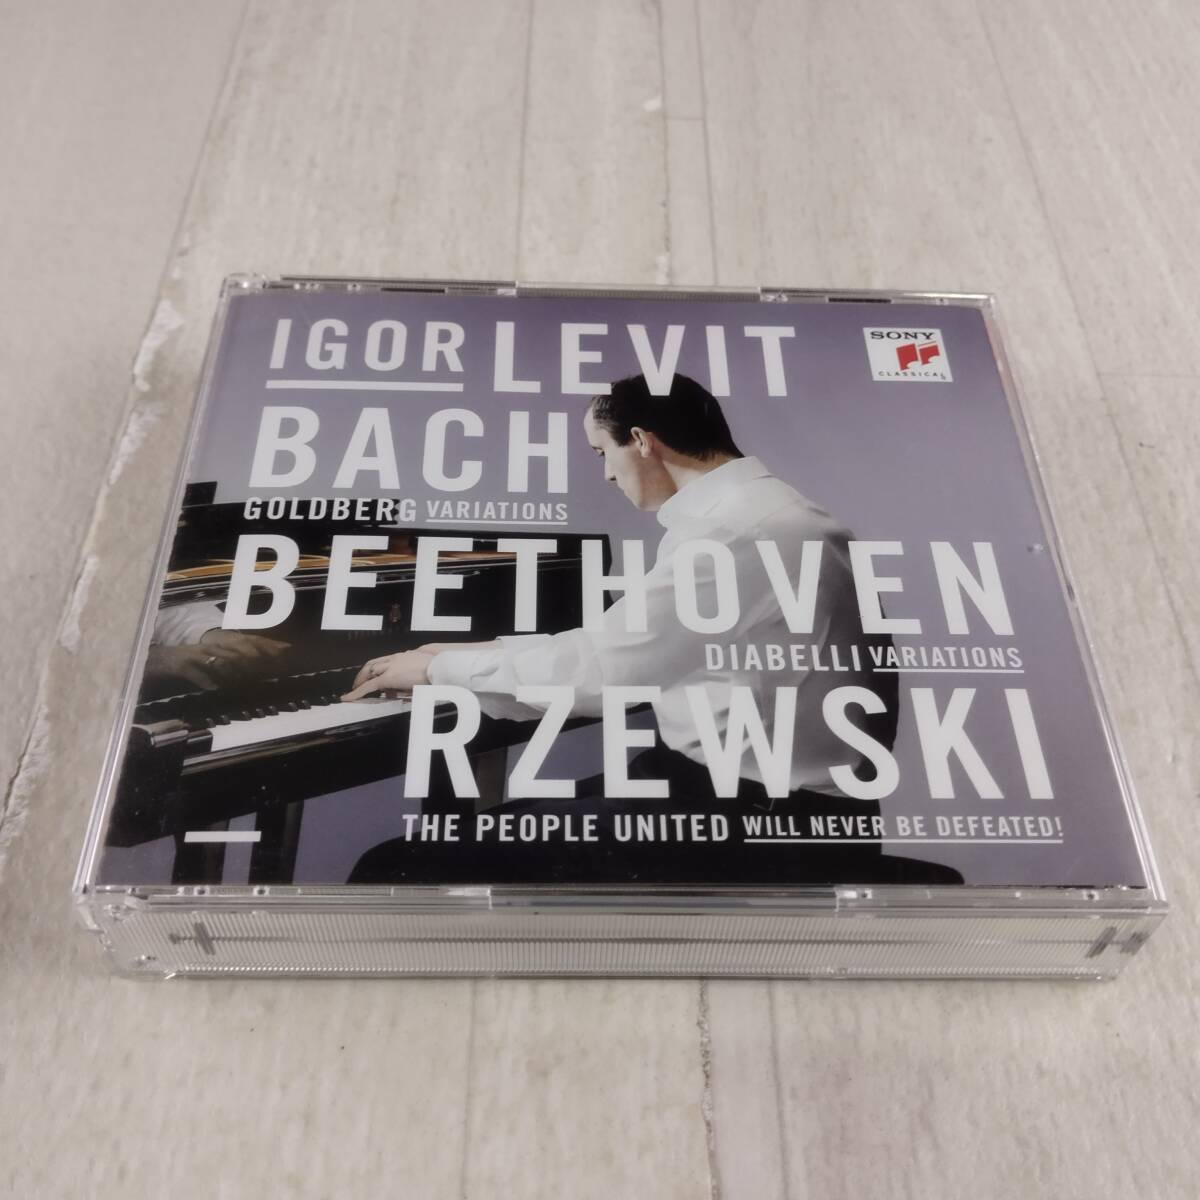 IGOR LEVIT
SONY
CLASSICAL
BACH
GOLDBERG VARIATIONS
BEETHOVEN
DIABELLI VARIATIONS
RZEWSKI
THE PEOPLE UNITED WILL NEVER BE DEFEATED!